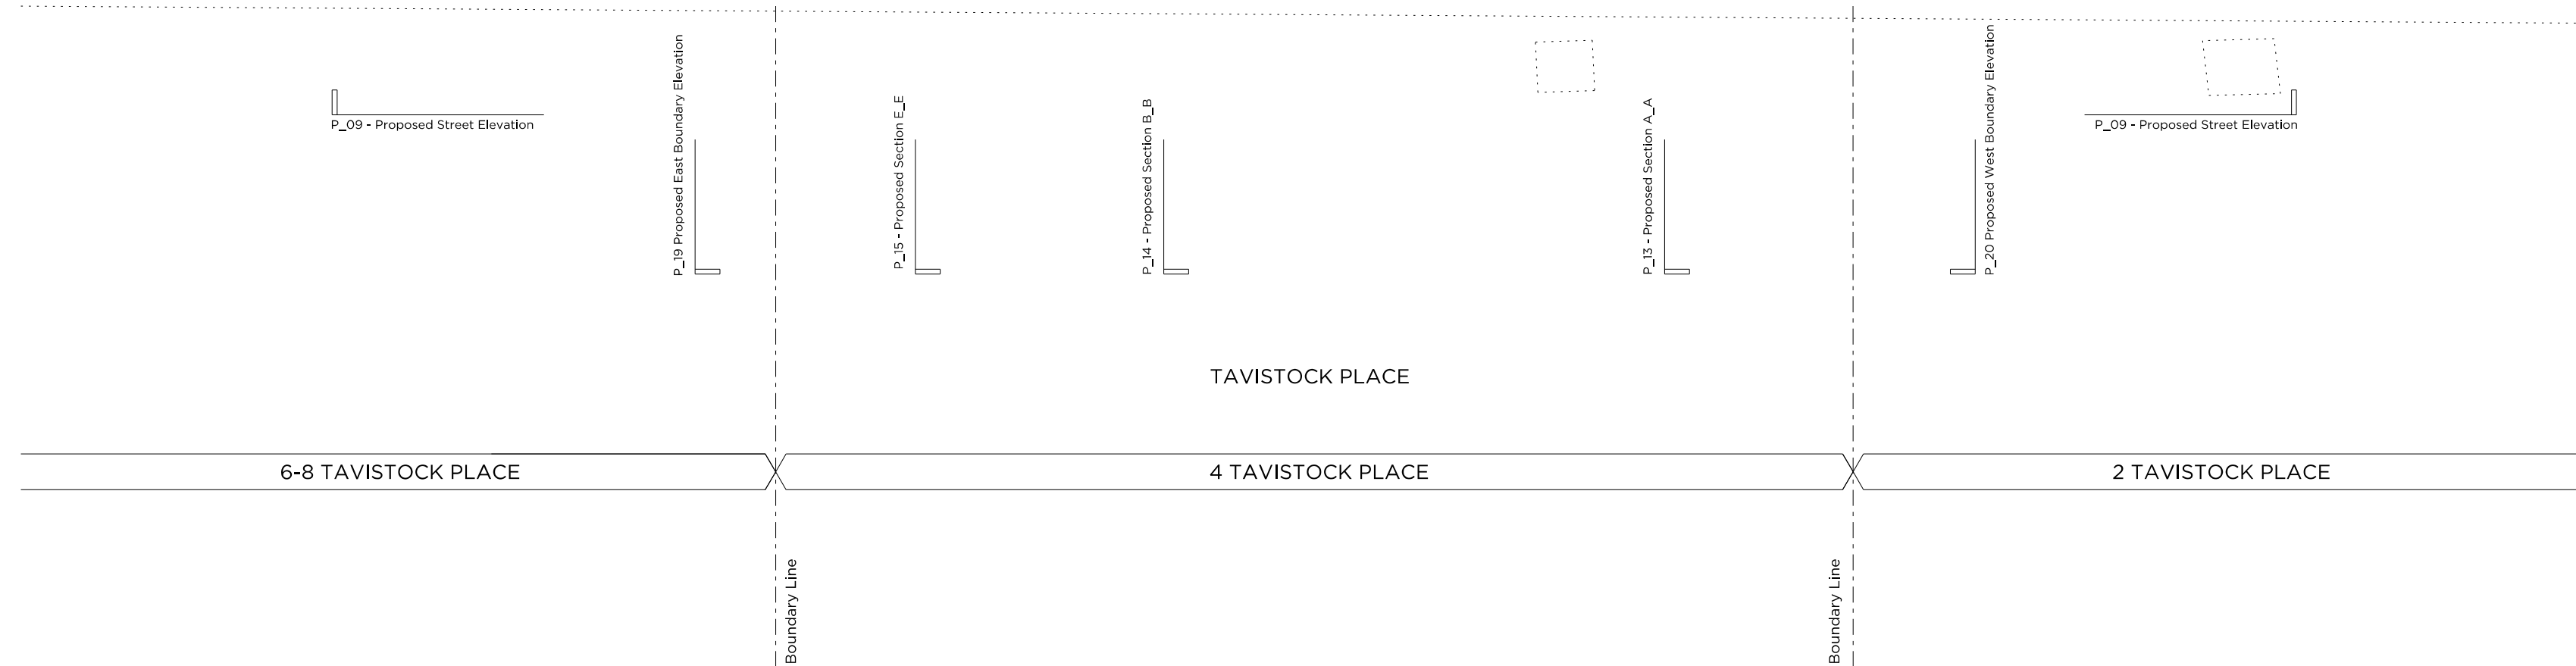 P_09 - Proposed Street Elevation
P_19 Proposed East Boundary Elevation
P_15 - Proposed Section E_E
P_14 - Proposed Section B_B
P_13 - Proposed Section A_A
P_20 Proposed West Boundary Elevation
P_09 - Proposed Street Elevation
TAVISTOCK PLACE
6-8 TAVISTOCK PLACE
4 TAVISTOCK PLACE
2 TAVISTOCK PLACE
Boundary Line
Boundary Line